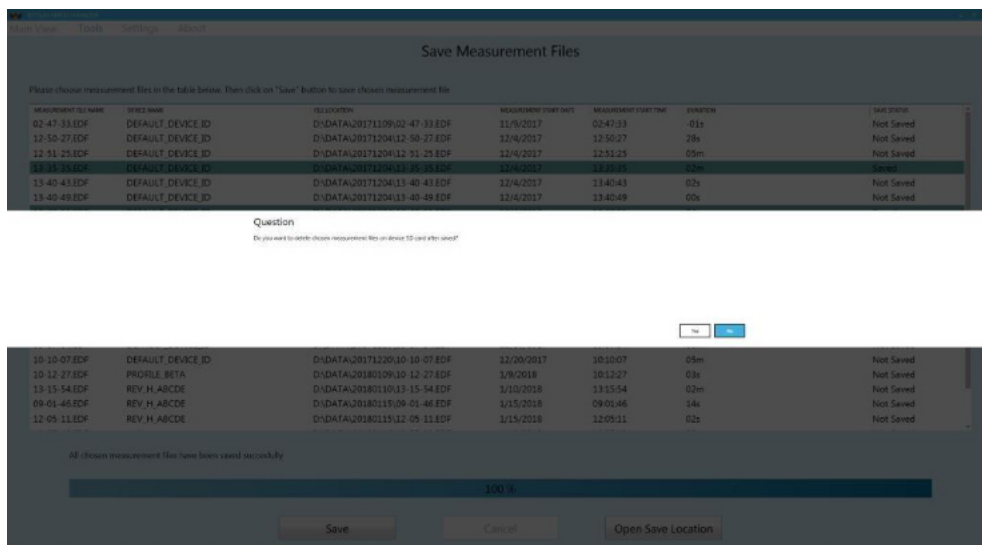 Main View Tools Settings About
Save Measurement Files
Please choose measurement files in the table below. Then click on "Save" button to save chosen measurement file
MEASUREMENT FILE NAME DEVICE NAME FILE LOCATION MEASUREMENT START DATE MEASUREMENT START TIME DURATION SAVE STATUS
02-47-33.EDF DEFAULT_DEVICE_ID D:\DATA\20171109\02-47-33.EDF 11/9/2017 02:47:33 -01s Not Saved
12-50-27.EDF DEFAULT_DEVICE_ID D:\DATA\20171204\12-50-27.EDF 12/4/2017 12:50:27 28s Not Saved
12-51-25.EDF DEFAULT_DEVICE_ID D:\DATA\20171204\12-51-25.EDF 12/4/2017 12:51:25 05m Not Saved
13-35-35.EDF DEFAULT_DEVICE_ID D:\DATA\20171204\13-35-35.EDF 12/4/2017 13:35:35 02m Saved
13-40-43.EDF DEFAULT_DEVICE_ID D:\DATA\20171204\13-40-43.EDF 12/4/2017 13:40:43 02s Not Saved
13-40-49.EDF DEFAULT_DEVICE_ID D:\DATA\20171204\13-40-49.EDF 12/4/2017 13:40:49 00s Not Saved
Question
Do you want to delete chosen measurement files on device SD card after saved?
Yes No
10-10-07.EDF DEFAULT_DEVICE_ID D:\DATA\20171220\10-10-07.EDF 12/20/2017 10:10:07 05m Not Saved
10-12-27.EDF PROFILE_BETA D:\DATA\20180109\10-12-27.EDF 1/9/2018 10:12:27 03s Not Saved
13-15-54.EDF REV_H_ABCDE D:\DATA\20180110\13-15-54.EDF 1/10/2018 13:15:54 02m Not Saved
09-01-46.EDF REV_H_ABCDE D:\DATA\20180115\09-01-46.EDF 1/15/2018 09:01:46 14s Not Saved
12-05-11.EDF REV_H_ABCDE D:\DATA\20180115\12-05-11.EDF 1/15/2018 12:05:11 02s Not Saved
All chosen measurement files have been saved succesfully
100 %
Save Cancel Open Save Location